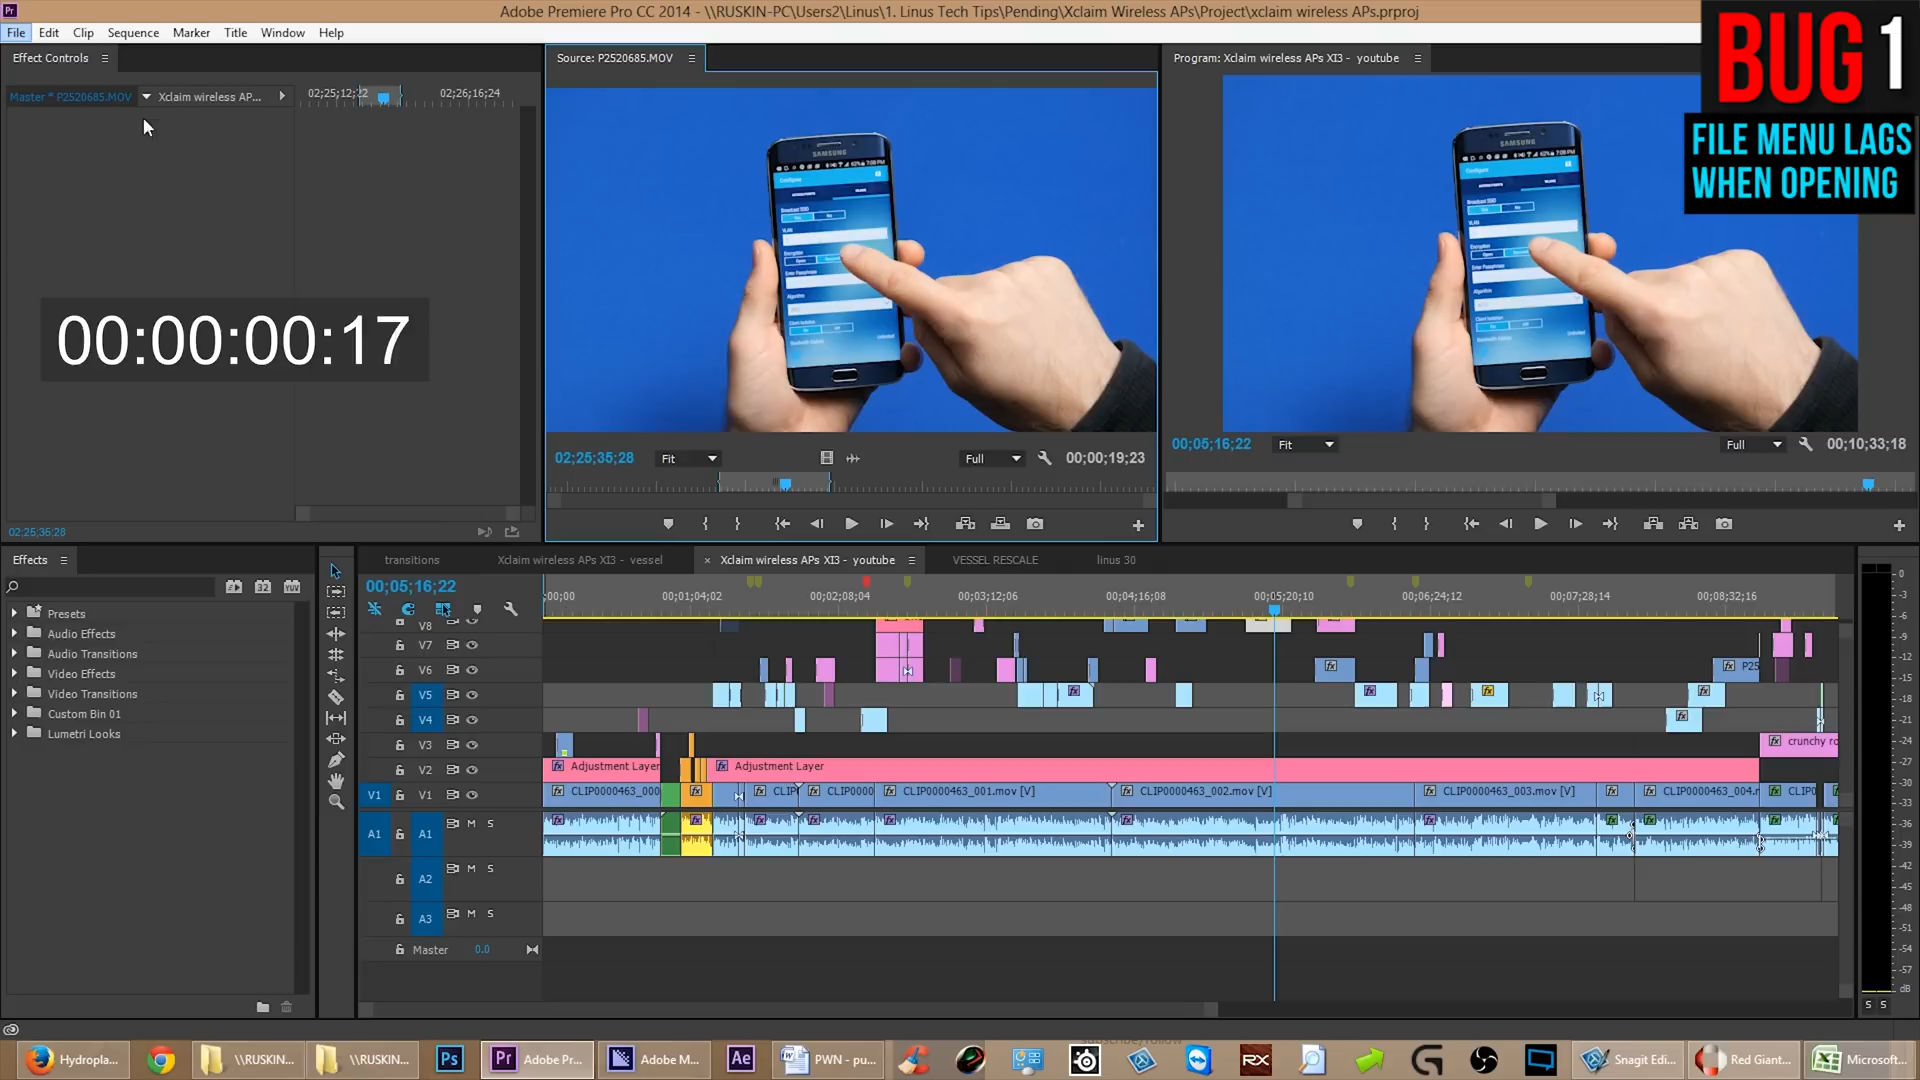 Adobe Premiere Pro CC 2014 - \\RUSKIN-PC\Users2\Linus\1. Linus Tech Tips\Pending\Xclaim Wireless APs\Project\xclaim wireless APs.prproj
File Edit Clip Sequence Marker Title Window Help
BUG 1
FILE MENU LAGS
WHEN OPENING
Effect Controls
Master * P2520685.MOV
Xclaim wireless AP...
02;25;12;22
02;26;16;24
00:00:00:17
02;25;35;28
Source: P2520685.MOV
SAMSUNG
02;25;35;28
Fit
Full
00;00;19;23
Program: Xclaim wireless APs XI3 - youtube
SAMSUNG
00;05;16;22
Fit
Full
00;10;33;18
Effects
Presets
Audio Effects
Audio Transitions
Video Effects
Video Transitions
Custom Bin 01
Lumetri Looks
transitions
Xclaim wireless APs XI3 - vessel
× Xclaim wireless APs XI3 - youtube
VESSEL RESCALE
linus 30
00;05;16;22
;00;00
00;01;04;02
00;02;08;04
00;03;12;06
00;04;16;08
00;05;20;10
00;06;24;12
00;07;28;14
00;08;32;16
V8
V7
V6
P25
V5
V4
V3
crunchy ro
V2
Adjustment Layer
Adjustment Layer
V1 V1
CLIP0000463_000
CLIP0000
CLIP0000463_001.mov [V]
CLIP0000463_002.mov [V]
CLIP0000463_003.mov [V]
CLIP0000463_004.m
CLIP0
A1 A1 M S
A2 M S
A3 M S
Master 0.0
0
-3
-6
-9
-12
-15
-18
-21
-24
-27
-30
-33
-36
-39
-42
-45
-48
-51
-54
-57
dB
S S
Hydropla...
\\RUSKIN...
\\RUSKIN...
Ps
Pr Adobe Pr...
Adobe M...
Ae
PWN - pu...
RX
Snagit Edi...
Red Giant...
Microsoft...